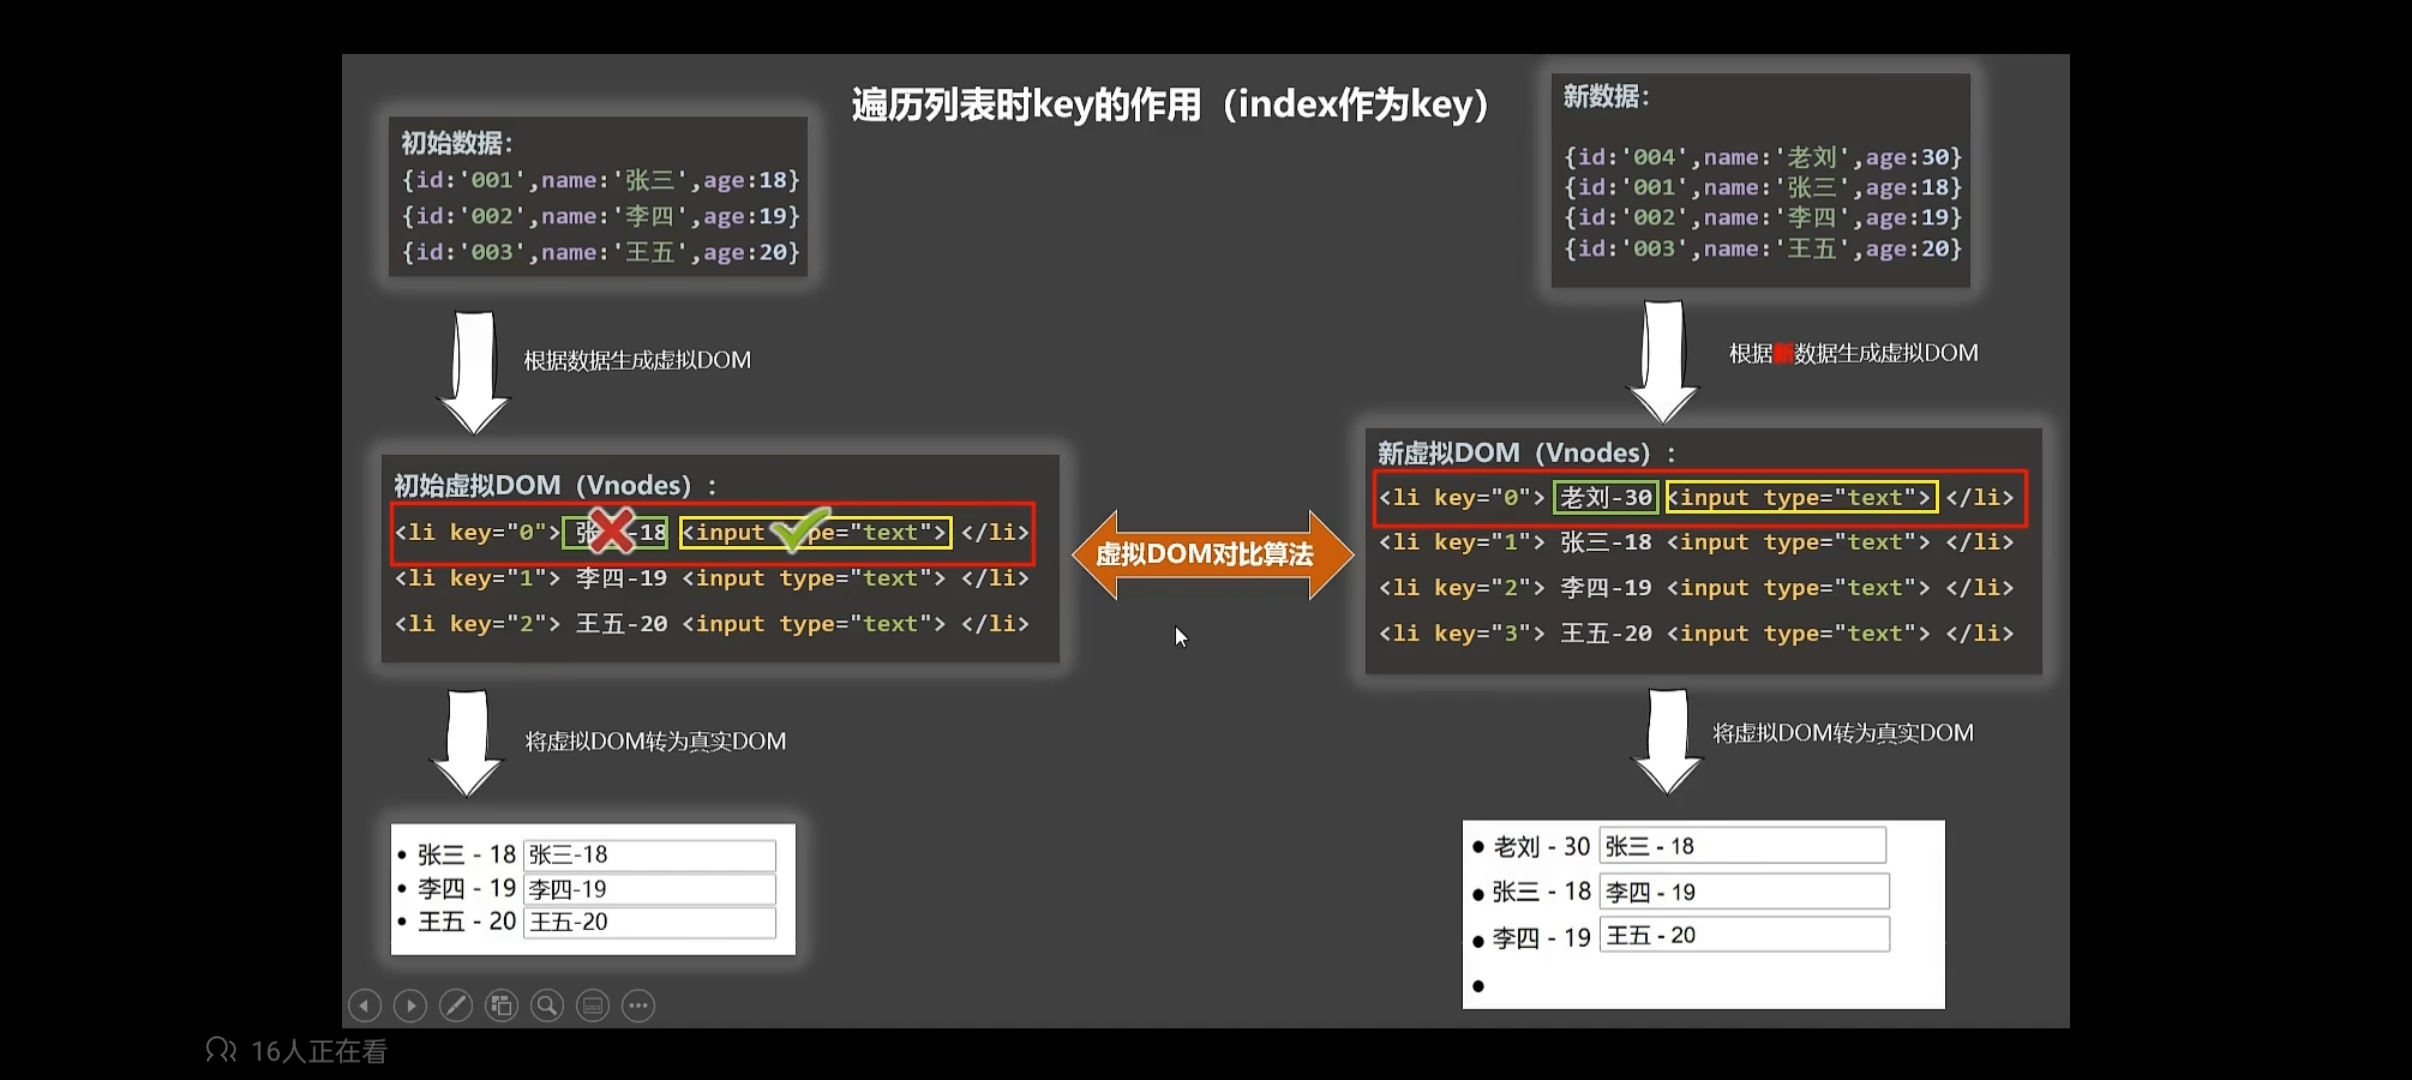 遍历列表时key的作用（index作为key）
初始数据：
{id:'001',name:'张三',age:18}
{id:'002',name:'李四',age:19}
{id:'003',name:'王五',age:20}
根据数据生成虚拟DOM
初始虚拟DOM（Vnodes）：
<li key="0"> 张 -18 <input type="text"> </li>
<li key="1"> 李四-19 <input type="text"> </li>
<li key="2"> 王五-20 <input type="text"> </li>
将虚拟DOM转为真实DOM
• 张三 - 18 张三-18
• 李四 - 19 李四-19
• 王五 - 20 王五-20
虚拟DOM对比算法
新数据：
{id:'004',name:'老刘',age:30}
{id:'001',name:'张三',age:18}
{id:'002',name:'李四',age:19}
{id:'003',name:'王五',age:20}
根据新数据生成虚拟DOM
新虚拟DOM（Vnodes）：
<li key="0"> 老刘-30 <input type="text"> </li>
<li key="1"> 张三-18 <input type="text"> </li>
<li key="2"> 李四-19 <input type="text"> </li>
<li key="3"> 王五-20 <input type="text"> </li>
将虚拟DOM转为真实DOM
• 老刘 - 30 张三 - 18
• 张三 - 18 李四 - 19
• 李四 - 19 王五 - 20
•
16人正在看